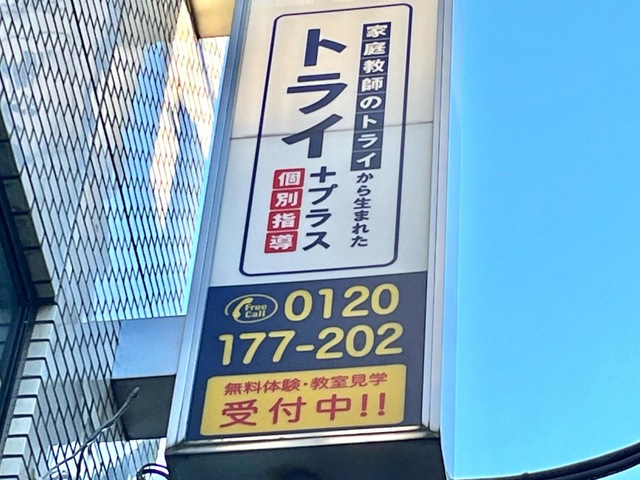 家庭教師のトライから生まれた
トライ+プラス
個別指導
Free Call 0120
177-202
無料体験・教室見学
受付中!!